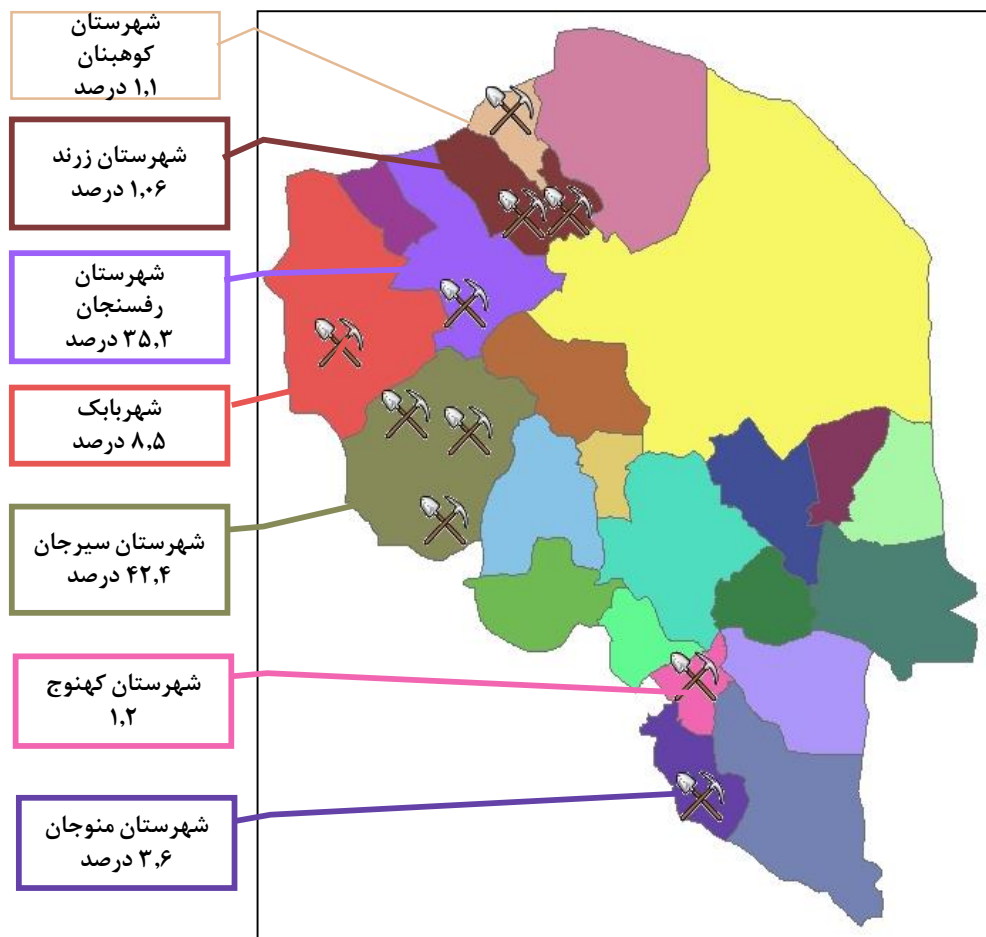 شهرستان
کوهبنان
۱,۱ درصد
شهرستان زرند
۱,۰۶ درصد
شهرستان
رفسنجان
۳۵,۳ درصد
شهربابک
۸,۵ درصد
شهرستان سیرجان
۴۲,۴ درصد
شهرستان کهنوج
۱,۲
شهرستان منوجان
۳,۶ درصد